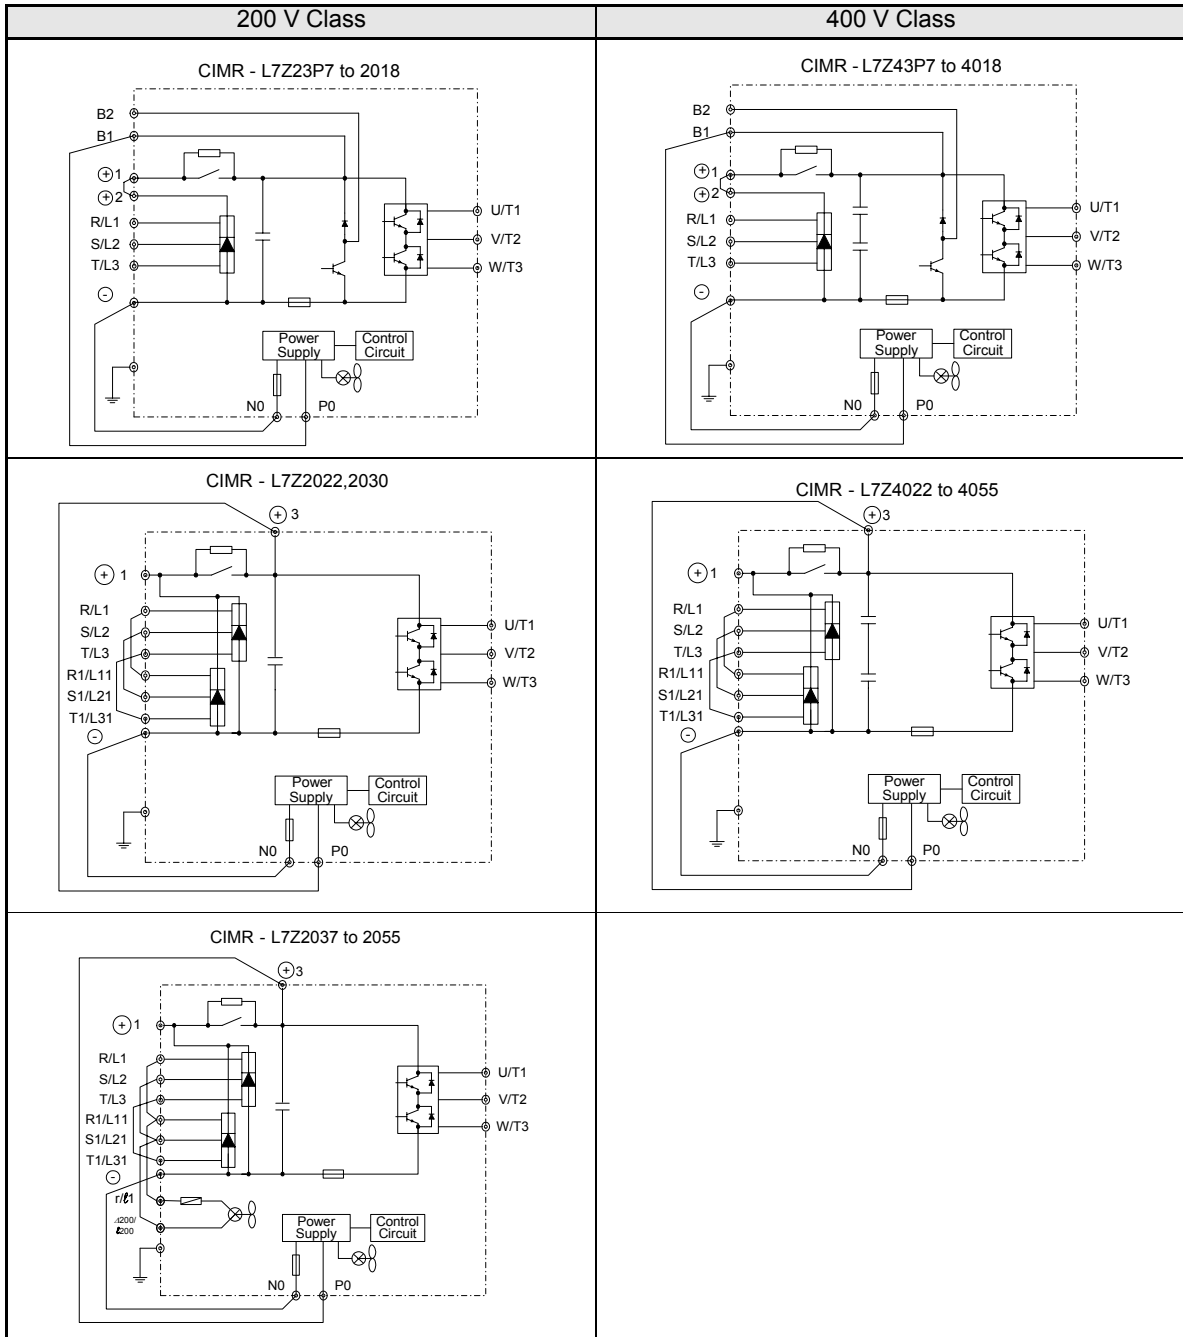 200 V Class
400 V Class
CIMR - L7Z23P7 to 2018
B2
B1
+1
+2
R/L1
S/L2
T/L3
-
U/T1
V/T2
W/T3
Power
Supply
Control
Circuit
N0
P0
CIMR - L7Z43P7 to 4018
B2
B1
+1
+2
R/L1
S/L2
T/L3
-
U/T1
V/T2
W/T3
Power
Supply
Control
Circuit
N0
P0
CIMR - L7Z2022,2030
+ 3
+ 1
R/L1
S/L2
T/L3
R1/L11
S1/L21
T1/L31
-
U/T1
V/T2
W/T3
Power
Supply
Control
Circuit
N0
P0
CIMR - L7Z4022 to 4055
+3
+1
R/L1
S/L2
T/L3
R1/L11
S1/L21
T1/L31
-
U/T1
V/T2
W/T3
Power
Supply
Control
Circuit
N0
P0
CIMR - L7Z2037 to 2055
+3
+1
R/L1
S/L2
T/L3
R1/L11
S1/L21
T1/L31
-
r/ℓ1
U/T1
V/T2
W/T3
Power
Supply
Control
Circuit
N0
P0